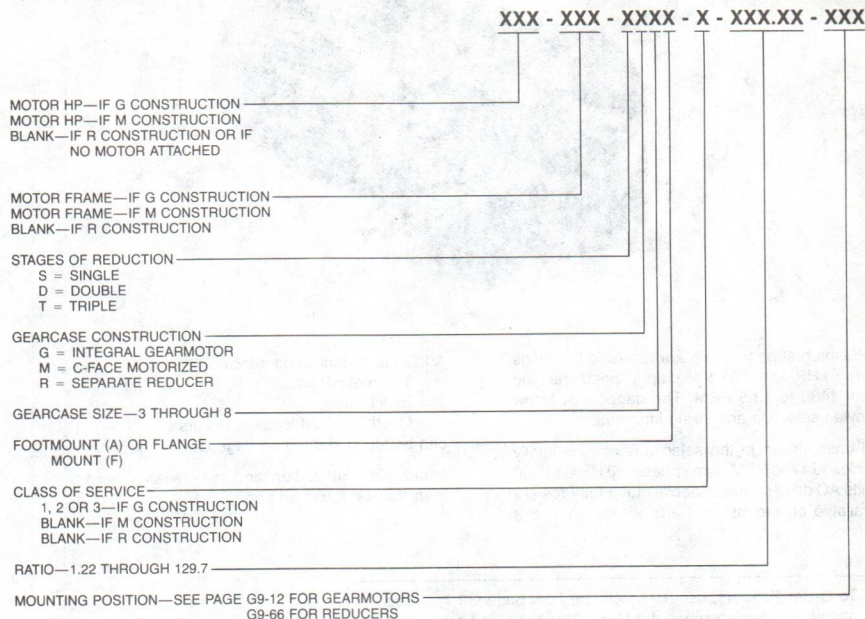 XXX - XXX - XXXX - X - XXX.XX - XXX
MOTOR HP—IF G CONSTRUCTION
MOTOR HP—IF M CONSTRUCTION
BLANK—IF R CONSTRUCTION OR IF
NO MOTOR ATTACHED
MOTOR FRAME—IF G CONSTRUCTION
MOTOR FRAME—IF M CONSTRUCTION
BLANK—IF R CONSTRUCTION
STAGES OF REDUCTION
S = SINGLE
D = DOUBLE
T = TRIPLE
GEARCASE CONSTRUCTION
G = INTEGRAL GEARMOTOR
M = C-FACE MOTORIZED
R = SEPARATE REDUCER
GEARCASE SIZE—3 THROUGH 8
FOOTMOUNT (A) OR FLANGE
MOUNT (F)
CLASS OF SERVICE
1, 2 OR 3—IF G CONSTRUCTION
BLANK—IF M CONSTRUCTION
BLANK—IF R CONSTRUCTION
RATIO—1.22 THROUGH 129.7
MOUNTING POSITION—SEE PAGE G9-12 FOR GEARMOTORS
G9-66 FOR REDUCERS